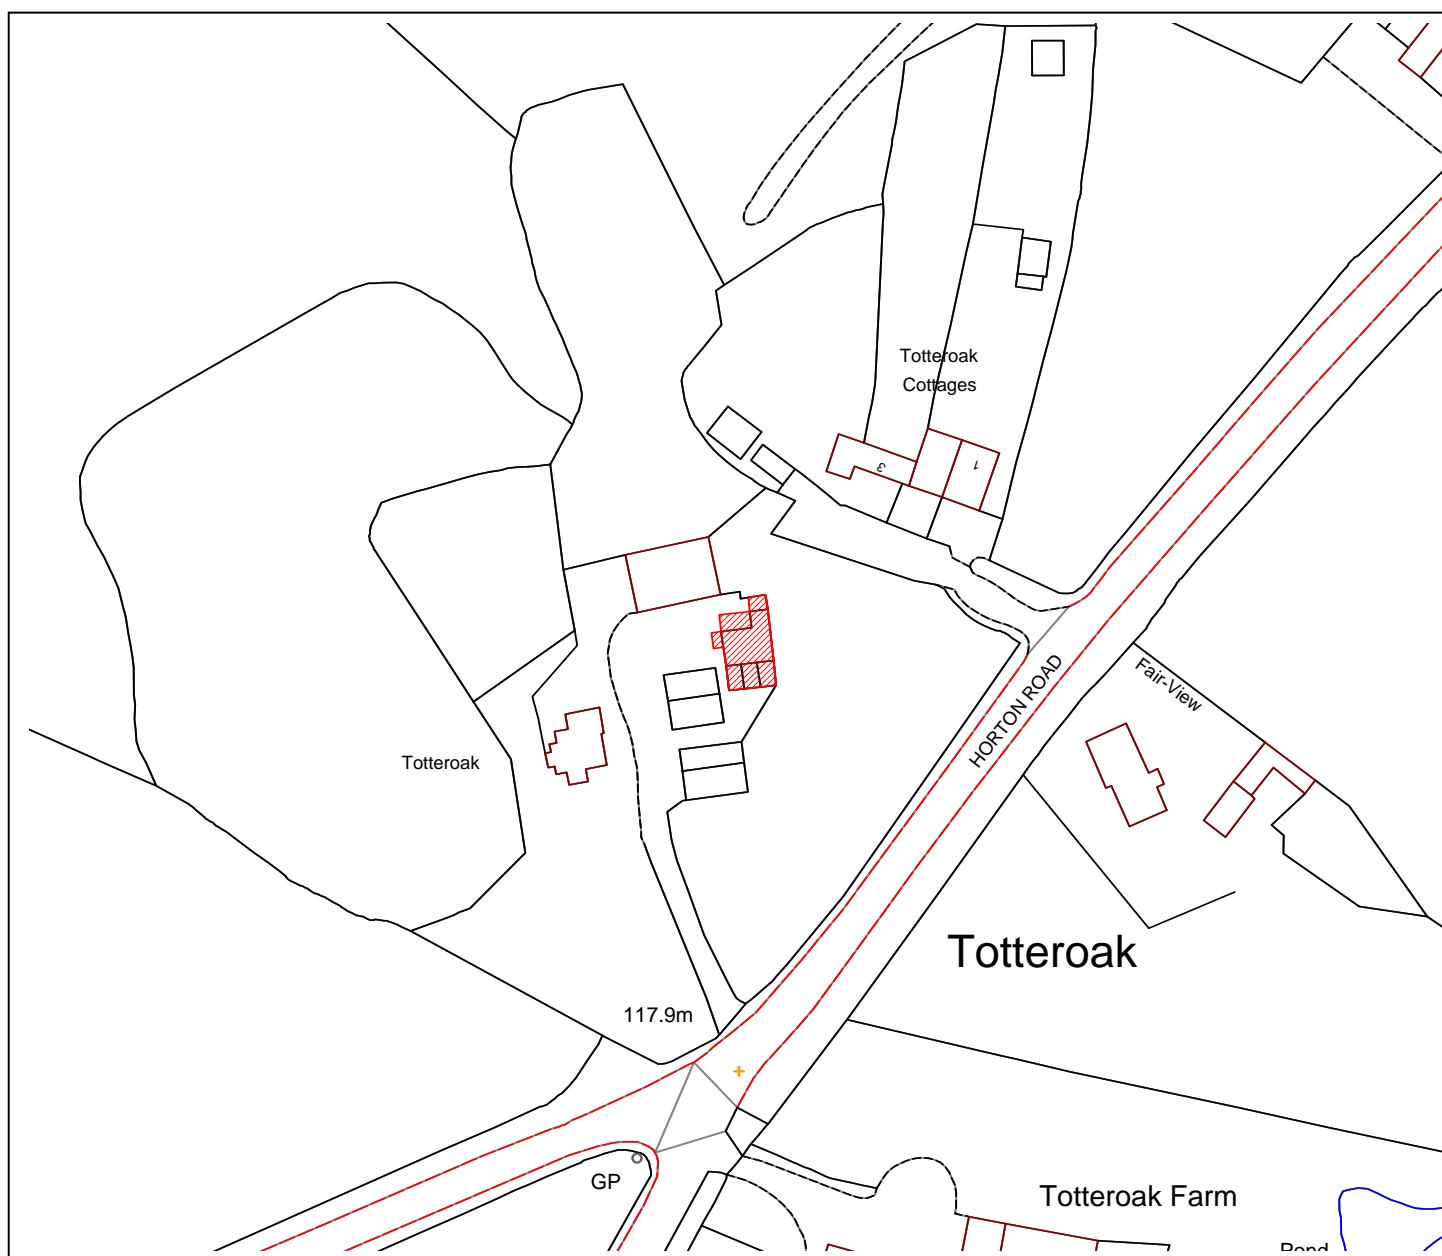 Totteroak
Cottages
3
1
HORTON ROAD
Fair-View
Totteroak
Totteroak
117.9m
GP
Totteroak Farm
Pond